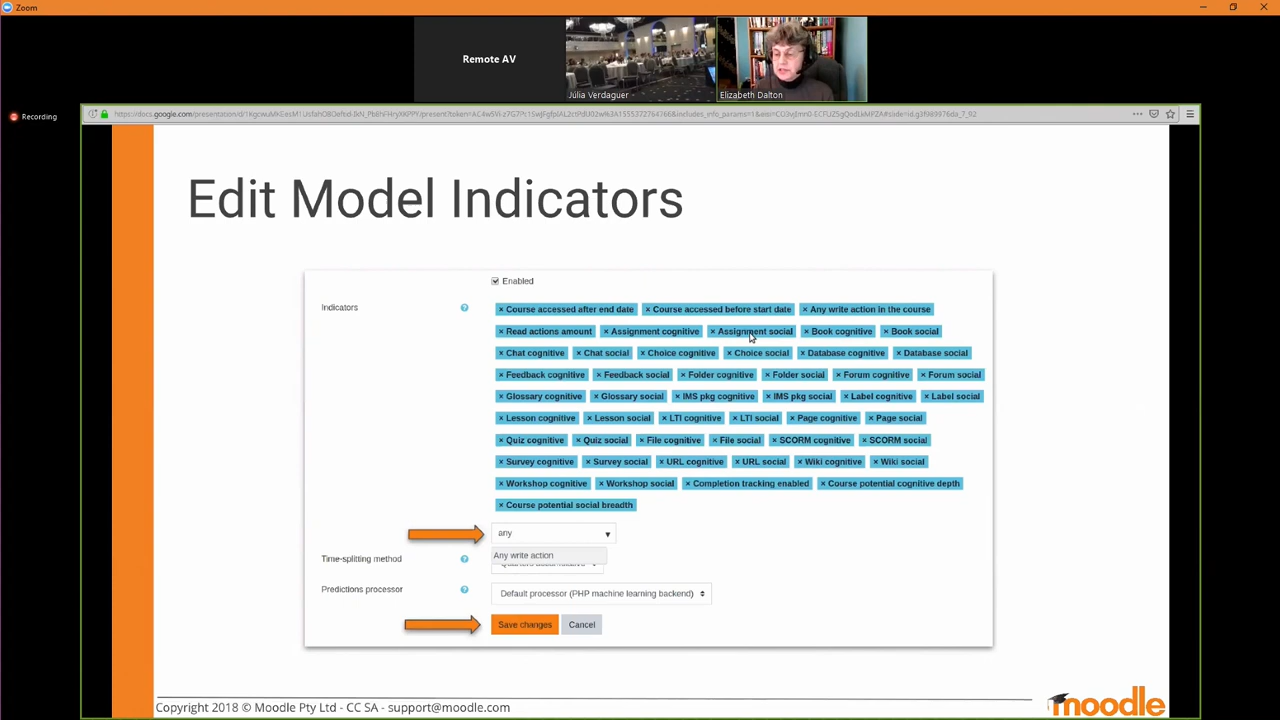 Zoom
Remote AV
Júlia Verdaguer
Elizabeth Dalton
Recording
Edit Model Indicators
Enabled
Indicators
× Course accessed after end date × Course accessed before start date × Any write action in the course
× Read actions amount × Assignment cognitive × Assignment social × Book cognitive × Book social
× Chat cognitive × Chat social × Choice cognitive × Choice social × Database cognitive × Database social
× Feedback cognitive × Feedback social × Folder cognitive × Folder social × Forum cognitive × Forum social
× Glossary cognitive × Glossary social × IMS pkg cognitive × IMS pkg social × Label cognitive × Label social
× Lesson cognitive × Lesson social × LTI cognitive × LTI social × Page cognitive × Page social
× Quiz cognitive × Quiz social × File cognitive × File social × SCORM cognitive × SCORM social
× Survey cognitive × Survey social × URL cognitive × URL social × Wiki cognitive × Wiki social
× Workshop cognitive × Workshop social × Completion tracking enabled × Course potential cognitive depth
× Course potential social breadth
any
Any write action
Time-splitting method
Predictions processor
Default processor (PHP machine learning backend)
Save changes Cancel
Copyright 2018 © Moodle Pty Ltd - CC SA - support@moodle.com
moodle